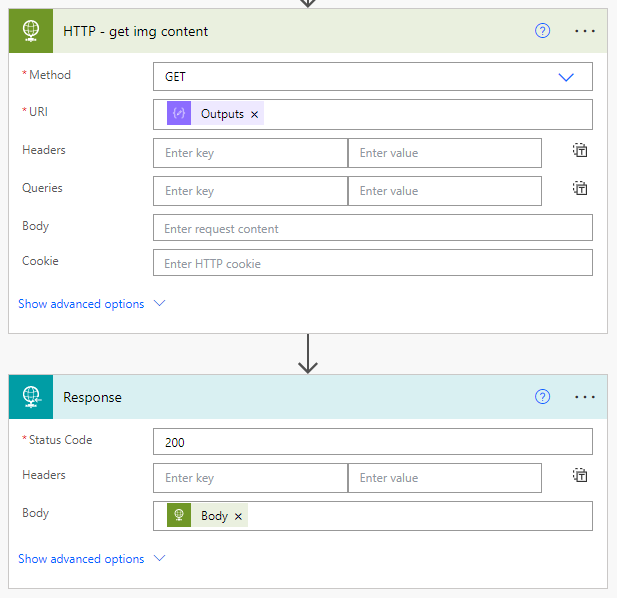 HTTP - get img content
* Method GET
* URI Outputs ×
Headers Enter key Enter value
Queries Enter key Enter value
Body Enter request content
Cookie Enter HTTP cookie
Show advanced options
Response
* Status Code 200
Headers Enter key Enter value
Body Body ×
Show advanced options